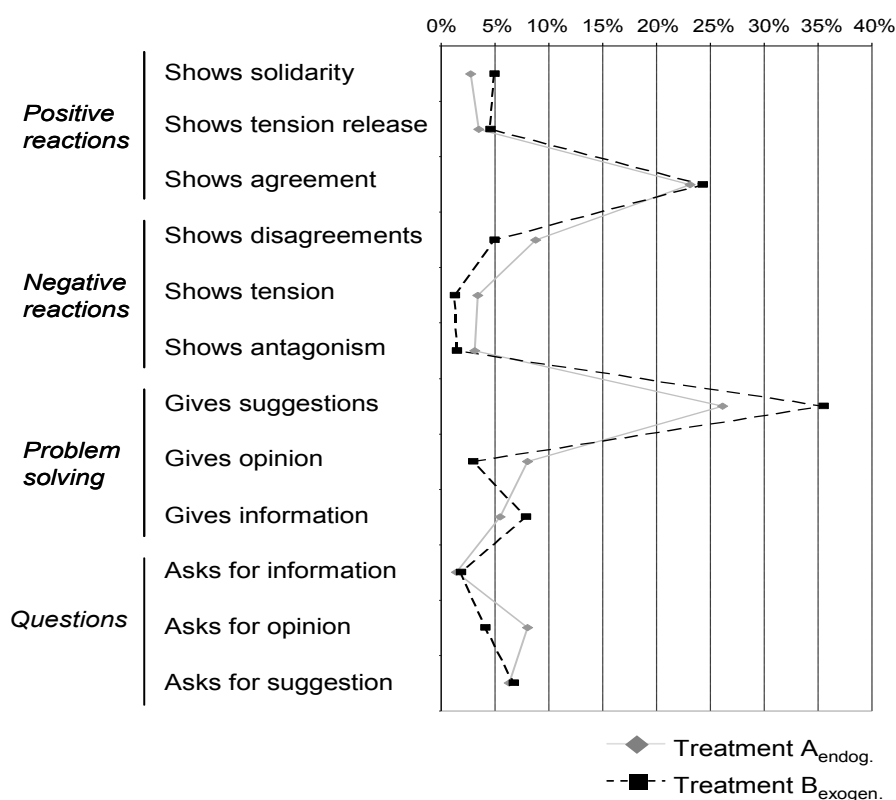 0% 5% 10% 15% 20% 25% 30% 35% 40%
Positive
reactions
Shows solidarity
Shows tension release
Shows agreement
Negative
reactions
Shows disagreements
Shows tension
Shows antagonism
Problem
solving
Gives suggestions
Gives opinion
Gives information
Questions
Asks for information
Asks for opinion
Asks for suggestion
Treatment Aendog.
Treatment Bexogen.